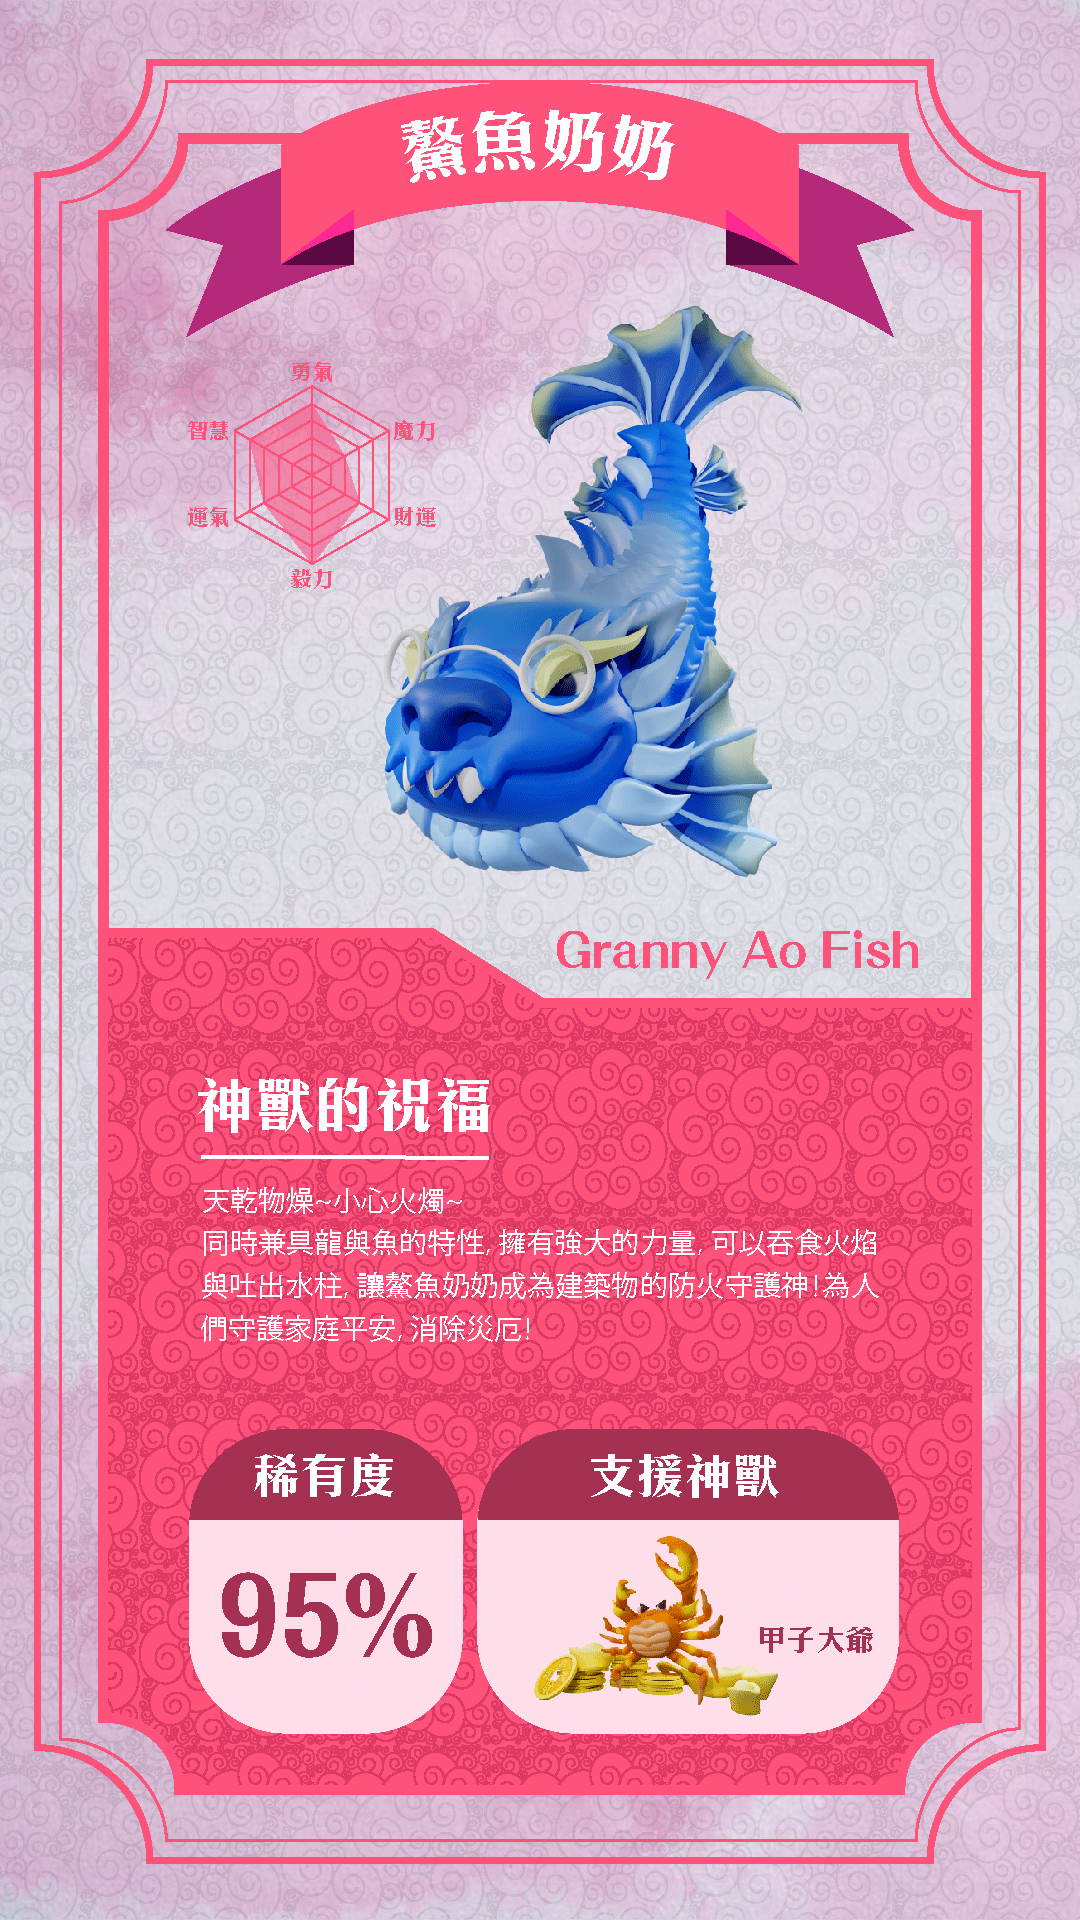 鰲魚奶奶
勇氣
智慧
魔力
運氣
財運
毅力
Granny Ao Fish
神獸的祝福
天乾物燥~小心火燭~
同時兼具龍與魚的特性, 擁有強大的力量, 可以吞食火焰
與吐出水柱, 讓鰲魚奶奶成為建築物的防火守護神!為人
們守護家庭平安, 消除災厄!
稀有度
支援神獸
95%
甲子大爺